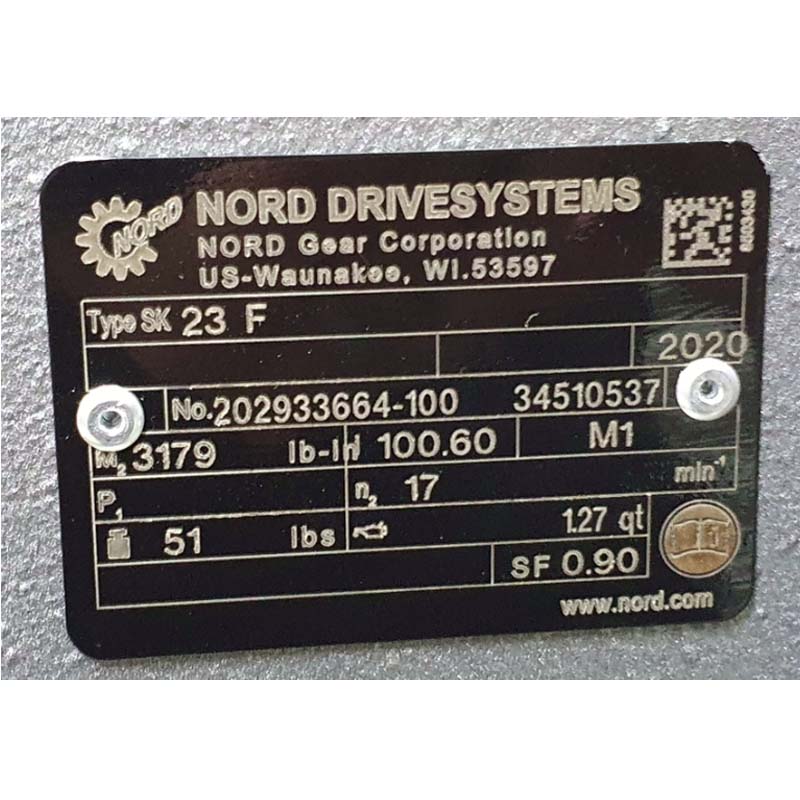 NORD
NORD DRIVESYSTEMS
NORD Gear Corporation
US-Waunakee, WI.53597
8603430
Type SK 23 F
2020
No. 202933664-100 34510537
M2 3179 lb-in i 100.60 M1
P1 n2 17 min-1
51 lbs 1.27 qt
SF 0.90
www.nord.com